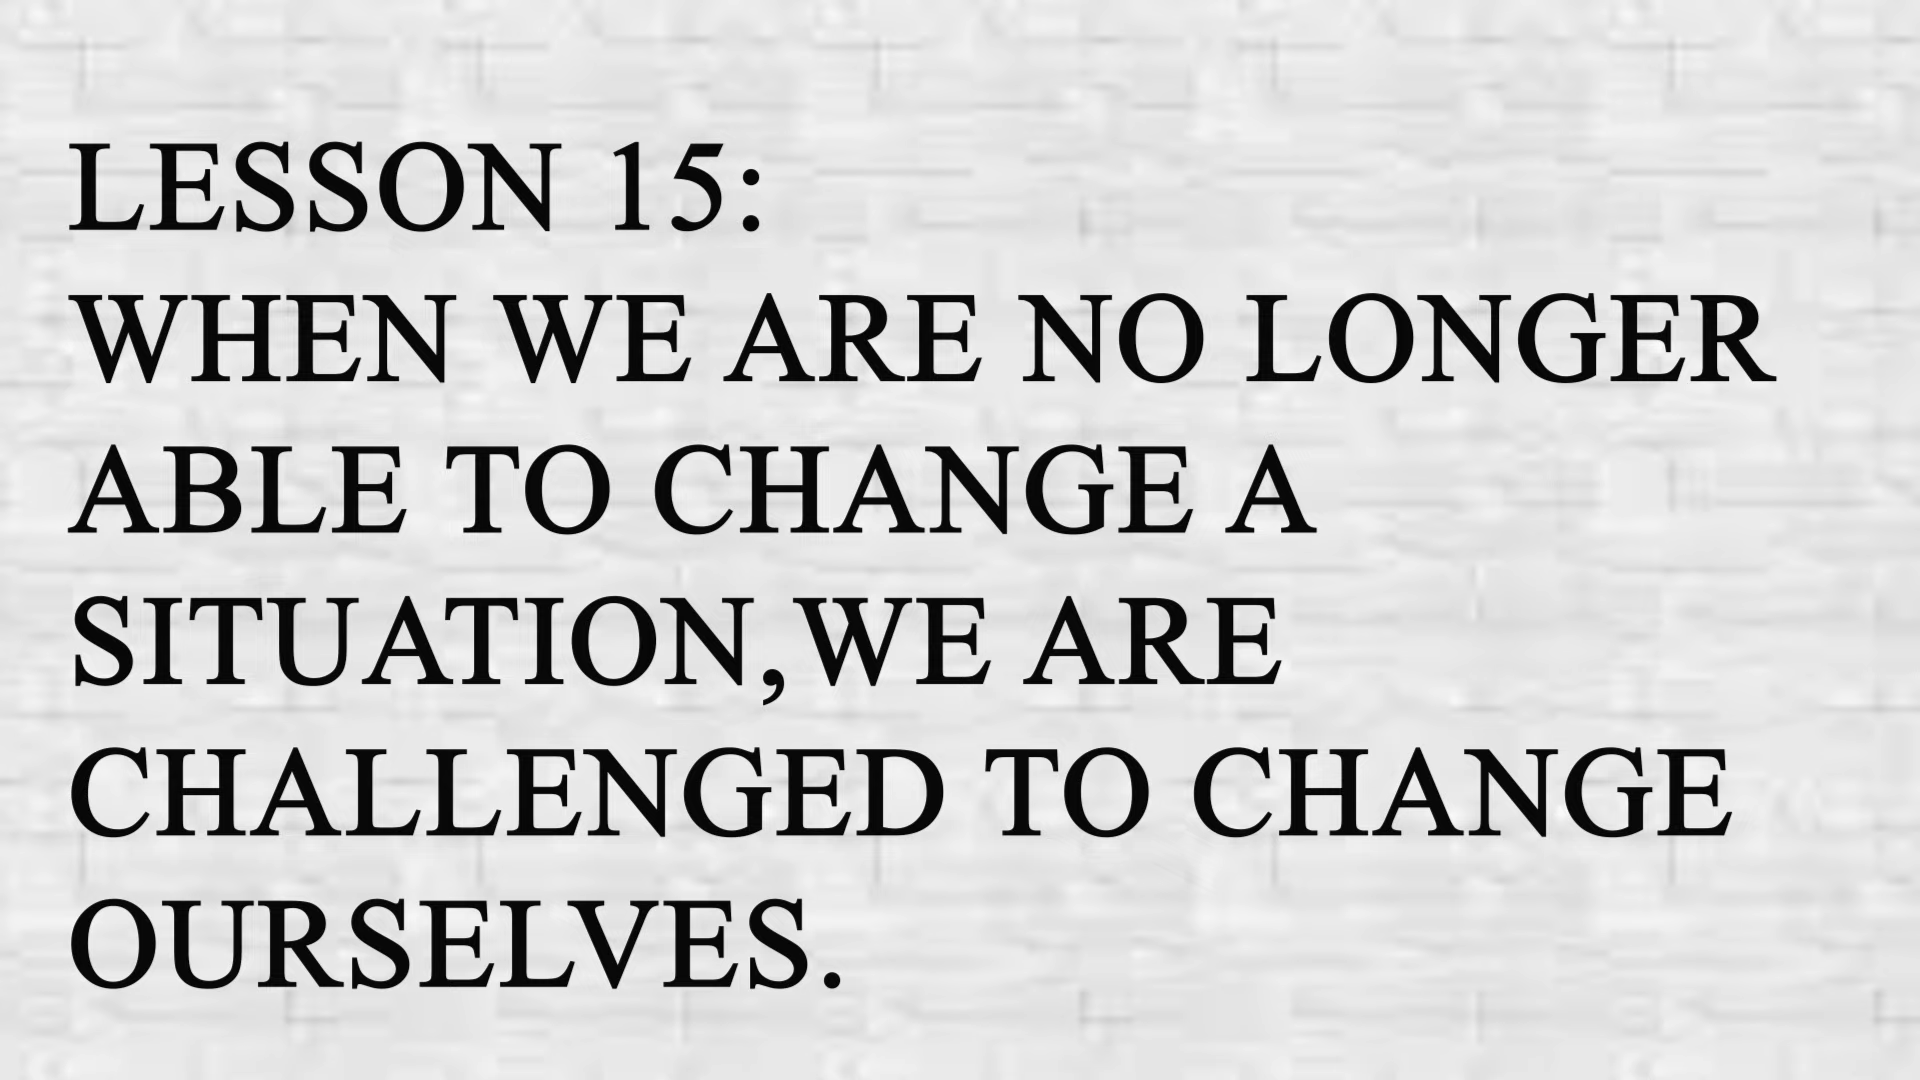 LESSON 15:
WHEN WE ARE NO LONGER
ABLE TO CHANGE A
SITUATION,WE ARE
CHALLENGED TO CHANGE
OURSELVES.